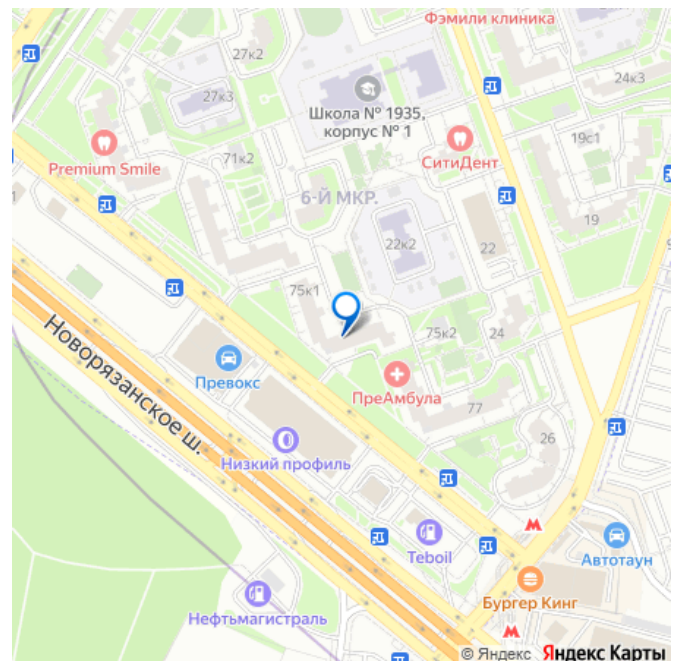 Фэмили клиника
27к2
24к3
27к3
Школа № 1935,
корпус № 1
19с1
Premium Smile
71к2
СитиДент
6-Й МКР.
19
22к2
22
75к1
75к2
24
Новорязанское ш.
Превокс
ПреАмбула
77
26
Низкий профиль
Teboil
Автотаун
Бургер Кинг
Нефтьмагистраль
© Яндекс Яндекс Карты